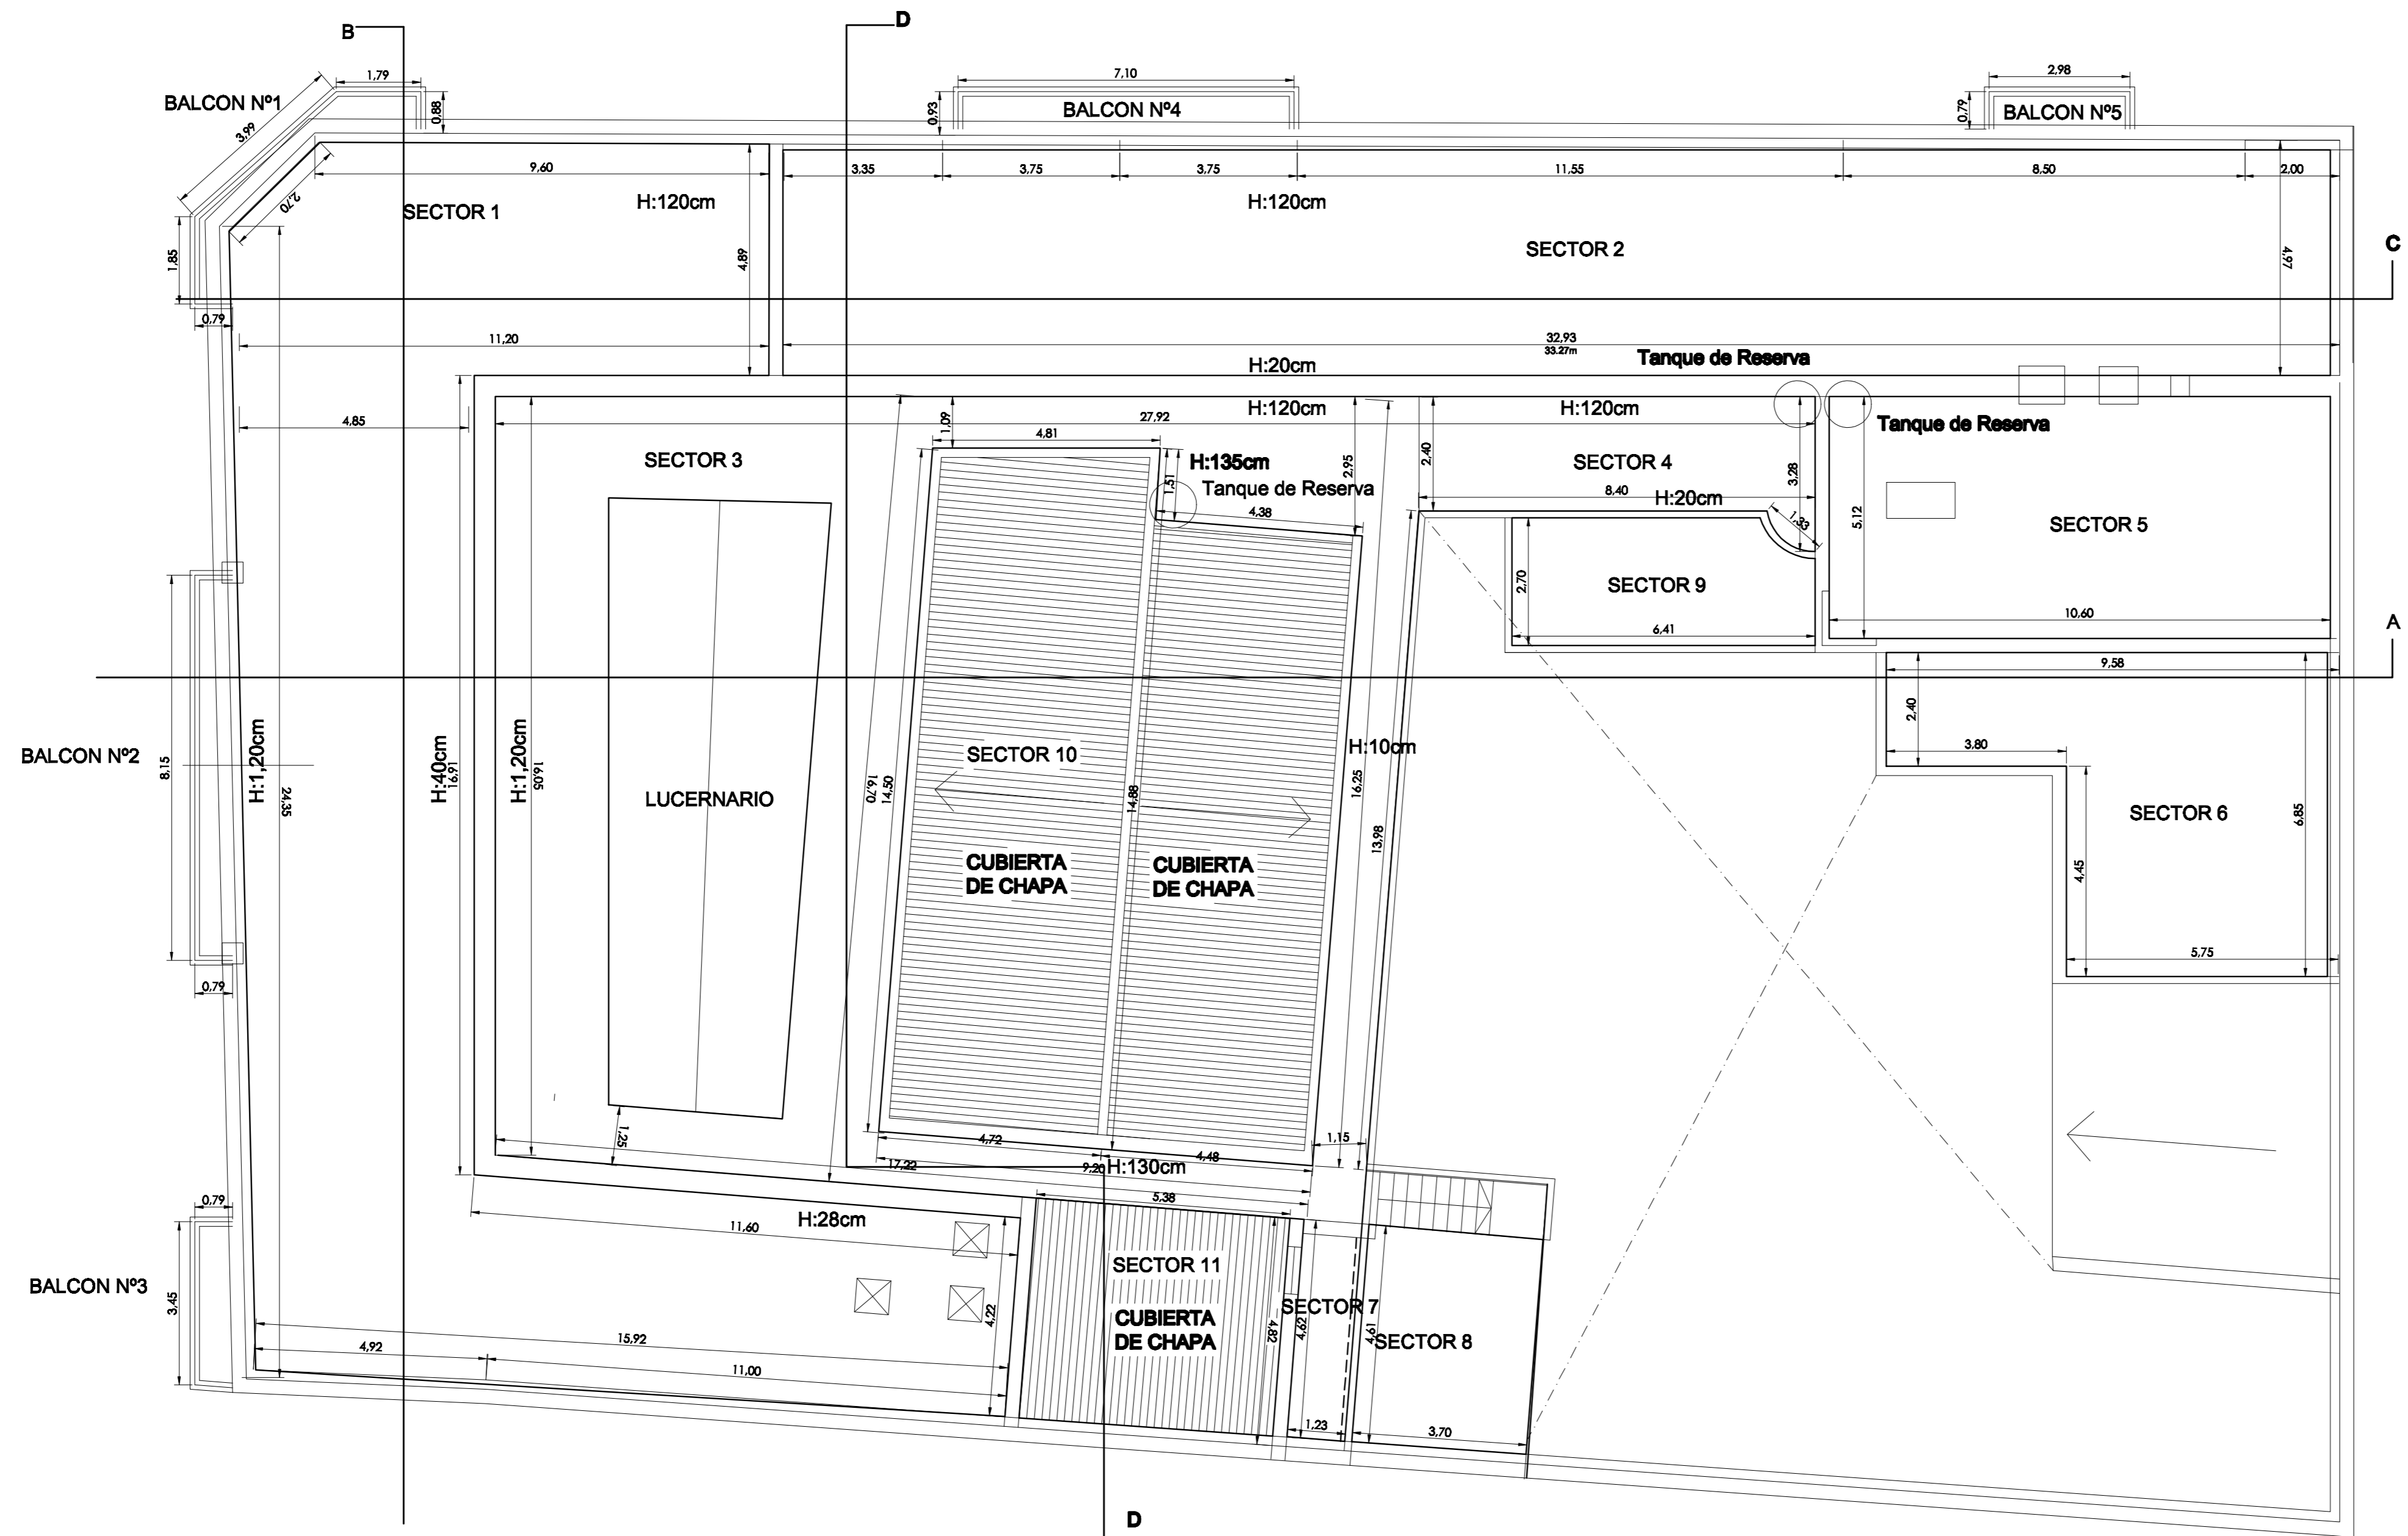 B
D
1,79
7,10
2,98
BALCON Nº1
3,99
0,88
0,93
BALCON Nº4
0,79
BALCON Nº5
9,60
3,35
3,75
3,75
11,55
8,50
2,00
2,70
SECTOR 1
H:120cm
H:120cm
SECTOR 2
C
1,85
4,89
4,97
0,79
11,20
32,93
33.27m
H:20cm
Tanque de Reserva
4,85
1,09
27,92
H:120cm
H:120cm
Tanque de Reserva
4,81
SECTOR 3
H:135cm
1,51
Tanque de Reserva
2,95
2,40
SECTOR 4
3,28
8,40
H:20cm
4,38
1,33
5,12
SECTOR 5
2,70
SECTOR 9
6,41
10,60
A
9,58
2,40
BALCON Nº2
8,15
H:1,20cm
24,35
H:40cm
16,91
H:1,20cm
16,05
LUCERNARIO
16,70
14,50
SECTOR 10
14,88
H:10cm
16,25
13,98
3,80
SECTOR 6
6,85
4,45
CUBIERTA
DE CHAPA
CUBIERTA
DE CHAPA
5,75
0,79
1,25
4,72
4,48
1,15
17,22
9,20
H:130cm
0,79
5,38
11,60
H:28cm
BALCON Nº3
3,45
4,22
SECTOR 11
CUBIERTA
DE CHAPA
4,82
SECTOR 7
4,62
4,61
SECTOR 8
15,92
4,92
11,00
1,23
3,70
D